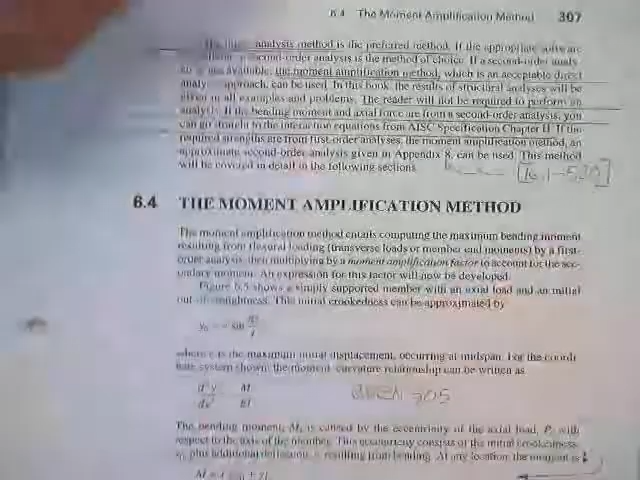 6.4 The Moment Amplification Method 307
analysis method is the preferred method. If the appropriate software
second-order analysis is the method of choice. If a second-order analy-
is not available, the moment amplification method, which is an acceptable direct
analy approach, can be used. In this book, the results of structural analyses will be
given in all examples and problems. The reader will not be required to perform an
analysis. If the bending moment and axial force are from a second-order analysis, you
can go straight to the interaction equations from AISC Specification Chapter H. If the
required strengths are from first-order analyses, the moment amplification method, an
approximate second-order analysis given in Appendix 8, can be used. This method
will be covered in detail in the following sections.
6.4 THE MOMENT AMPLIFICATION METHOD
The moment amplification method entails computing the maximum bending moment
resulting from flexural loading (transverse loads or member end moments) by a first-
order analysis, then multiplying by a moment amplification factor to account for the sec-
ondary moment. An expression for this factor will now be developed.
Figure 6.5 shows a simply supported member with an axial load and an initial
out-of-straightness. This initial crookedness can be approximated by
where e is the maximum initial displacement, occurring at midspan. For the coordi-
nate system shown, the moment–curvature relationship can be written as
The bending moment, M, is caused by the eccentricity of the axial load, P, with
respect to the axis of the member. This eccentricity consists of the initial crookedness,
plus additional deflection, resulting from bending. At any location, the moment is